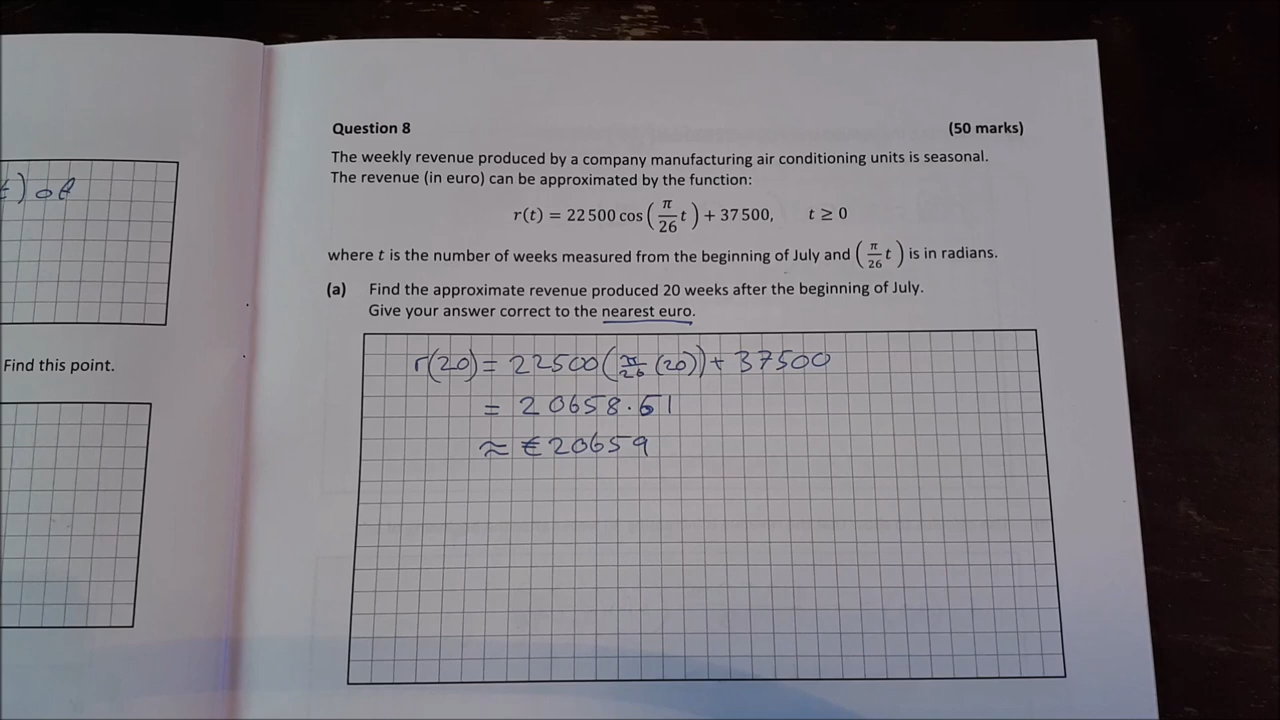 t) of
Find this point.
Question 8 (50 marks)
The weekly revenue produced by a company manufacturing air conditioning units is seasonal.
The revenue (in euro) can be approximated by the function:
r(t) = 22 500 cos (π/26 t) + 37 500, t ≥ 0
where t is the number of weeks measured from the beginning of July and (π/26 t) is in radians.
(a) Find the approximate revenue produced 20 weeks after the beginning of July.
Give your answer correct to the nearest euro.
r(20) = 22500(π/26 (20)) + 37500
= 20658.61
≈ €20659